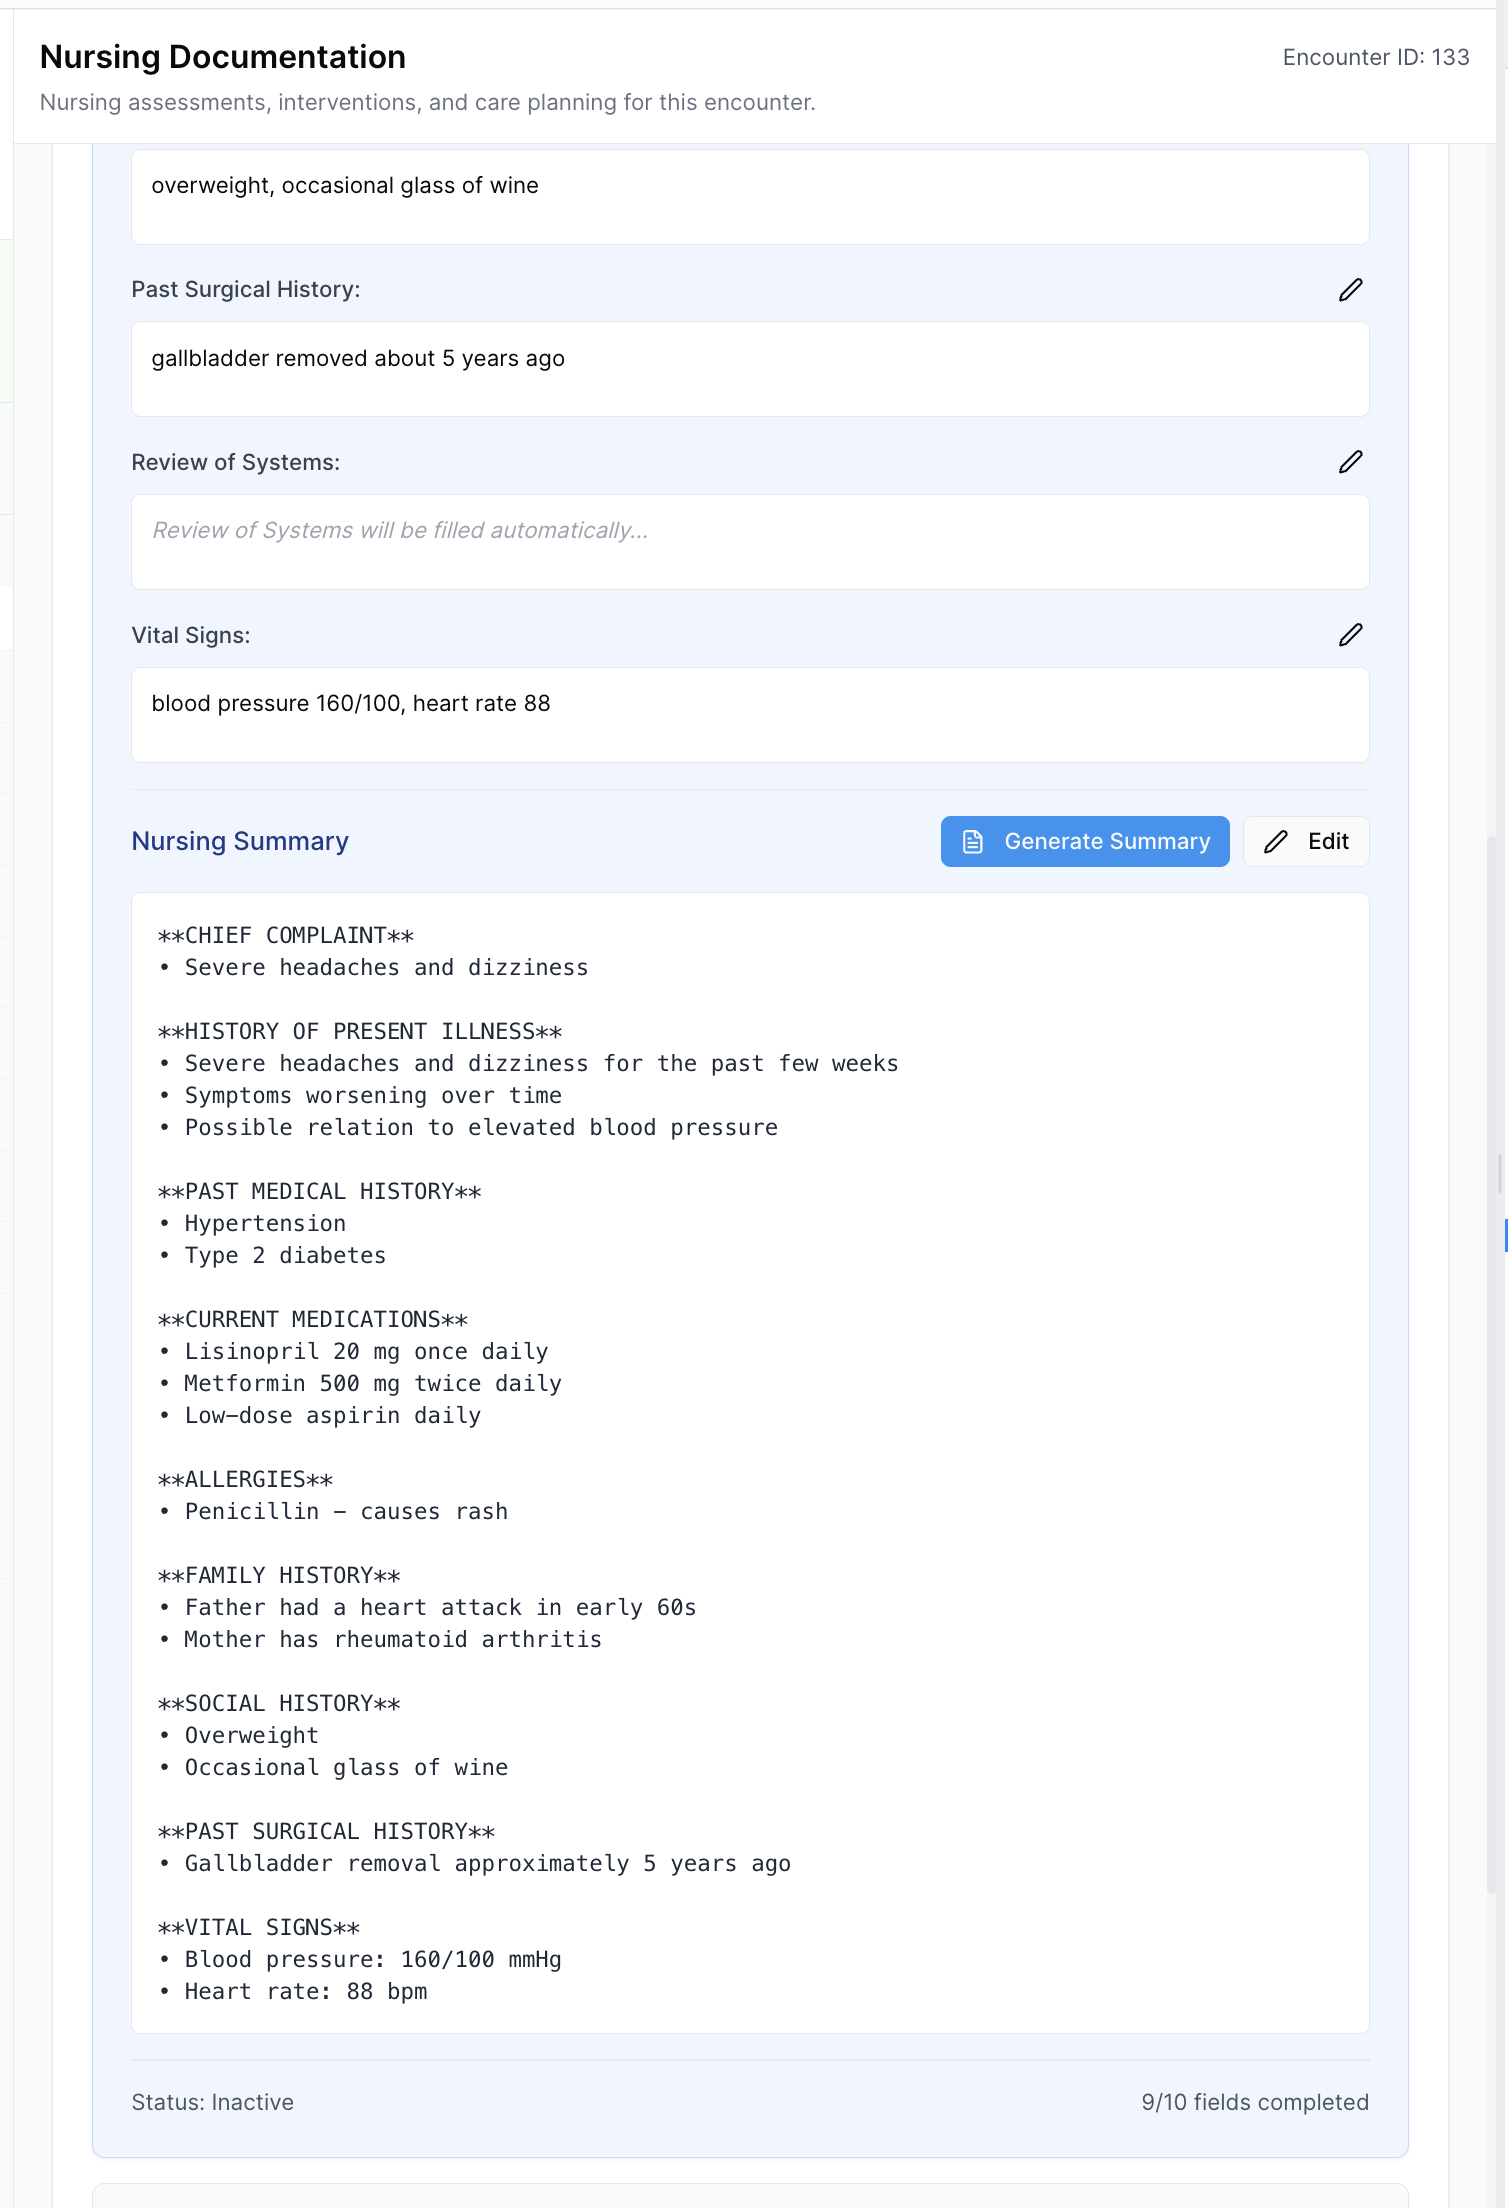 Nursing Documentation
Encounter ID: 133
Nursing assessments, interventions, and care planning for this encounter.
overweight, occasional glass of wine
Past Surgical History:
gallbladder removed about 5 years ago
Review of Systems:
Review of Systems will be filled automatically...
Vital Signs:
blood pressure 160/100, heart rate 88
Nursing Summary
Generate Summary
Edit
**CHIEF COMPLAINT**
• Severe headaches and dizziness
**HISTORY OF PRESENT ILLNESS**
• Severe headaches and dizziness for the past few weeks
• Symptoms worsening over time
• Possible relation to elevated blood pressure
**PAST MEDICAL HISTORY**
• Hypertension
• Type 2 diabetes
**CURRENT MEDICATIONS**
• Lisinopril 20 mg once daily
• Metformin 500 mg twice daily
• Low-dose aspirin daily
**ALLERGIES**
• Penicillin – causes rash
**FAMILY HISTORY**
• Father had a heart attack in early 60s
• Mother has rheumatoid arthritis
**SOCIAL HISTORY**
• Overweight
• Occasional glass of wine
**PAST SURGICAL HISTORY**
• Gallbladder removal approximately 5 years ago
**VITAL SIGNS**
• Blood pressure: 160/100 mmHg
• Heart rate: 88 bpm
Status: Inactive
9/10 fields completed